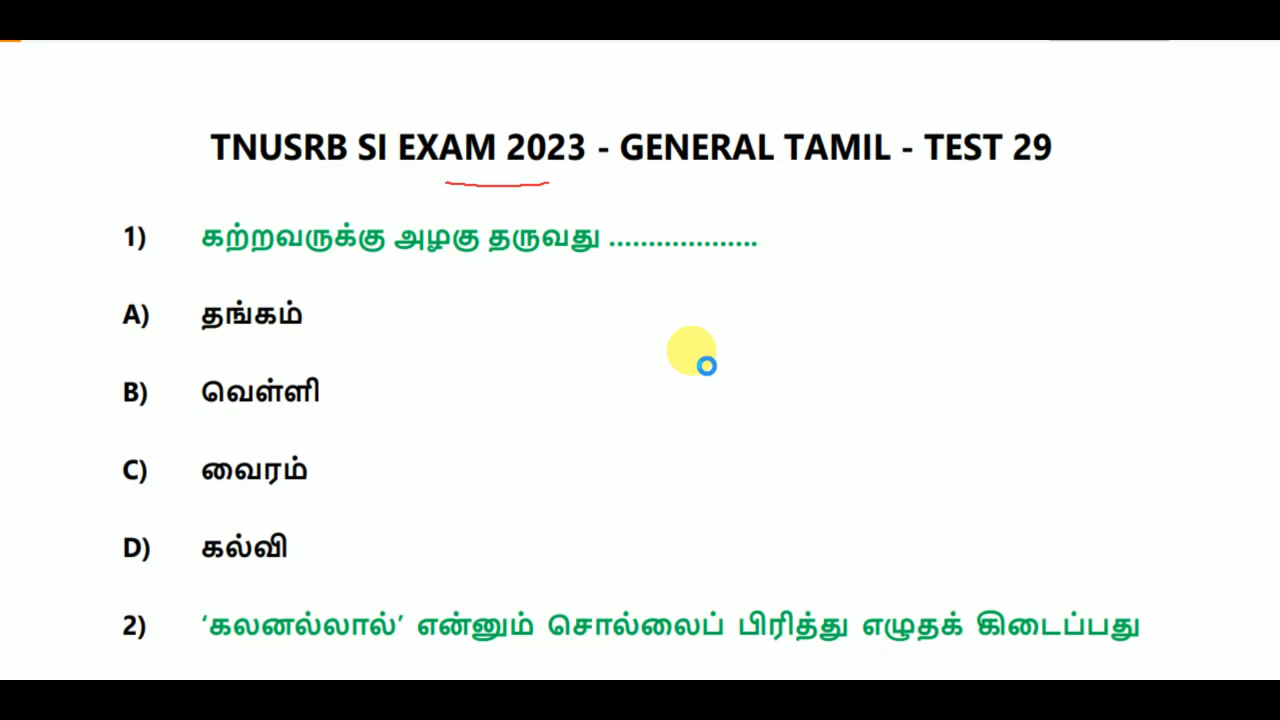 TNUSRB SI EXAM 2023 - GENERAL TAMIL - TEST 29
1) கற்றவருக்கு அழகு தருவது ...................
A) தங்கம்
B) வெள்ளி
C) வைரம்
D) கல்வி
2) ‘கலனல்லால்’ என்னும் சொல்லைப் பிரித்து எழுதக் கிடைப்பது